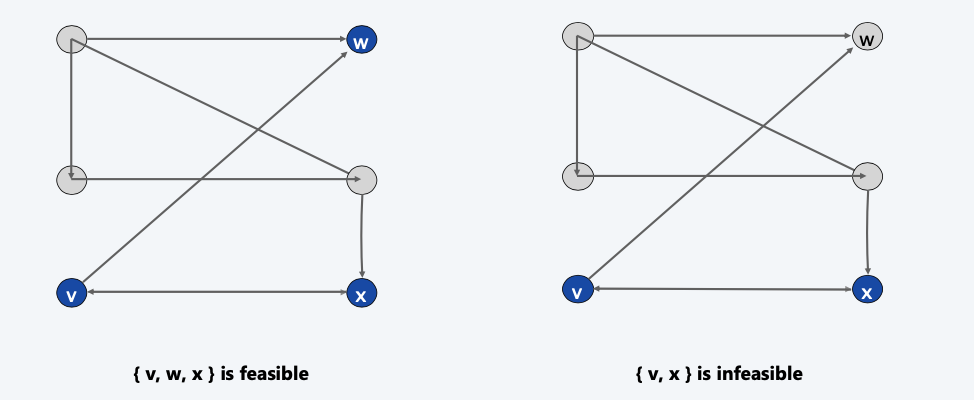 w
w
v
x
v
x
{ v, w, x } is feasible
{ v, x } is infeasible